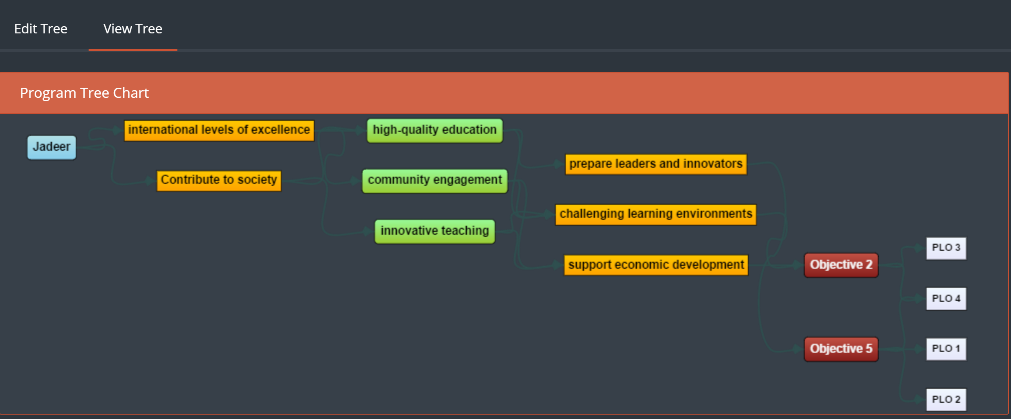 Edit Tree
View Tree
Program Tree Chart
Jadeer
international levels of excellence
Contribute to society
high-quality education
community engagement
innovative teaching
prepare leaders and innovators
challenging learning environments
support economic development
Objective 2
Objective 5
PLO 3
PLO 4
PLO 1
PLO 2